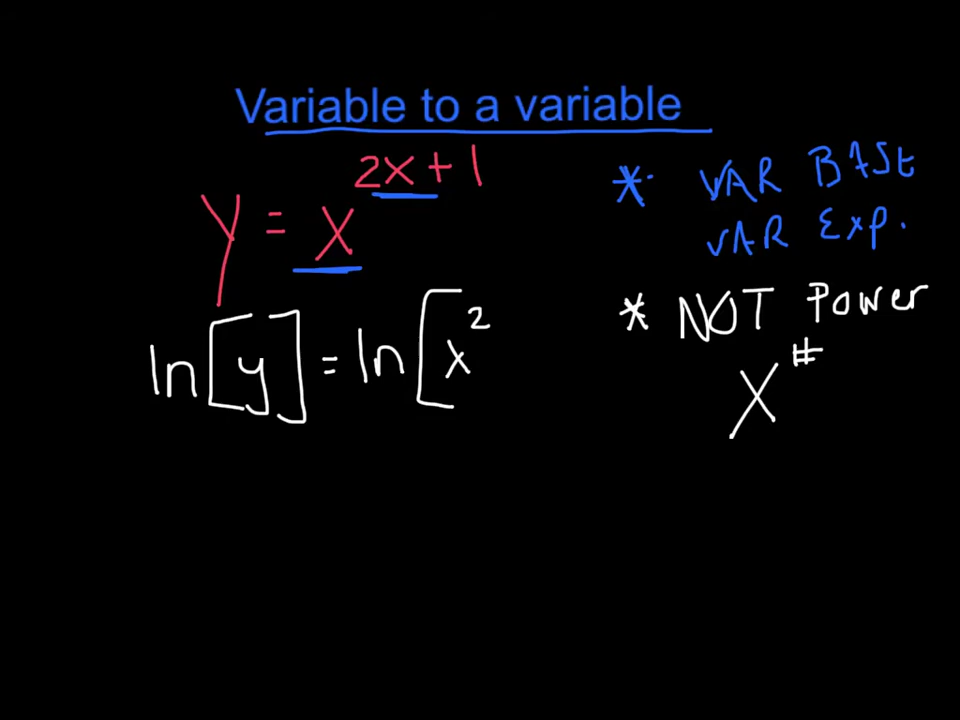 Variable to a variable
y = x^{2x+1}
* VAR BASE
VAR Exp.
* NOT Power
x^#
ln[y] = ln[x^2